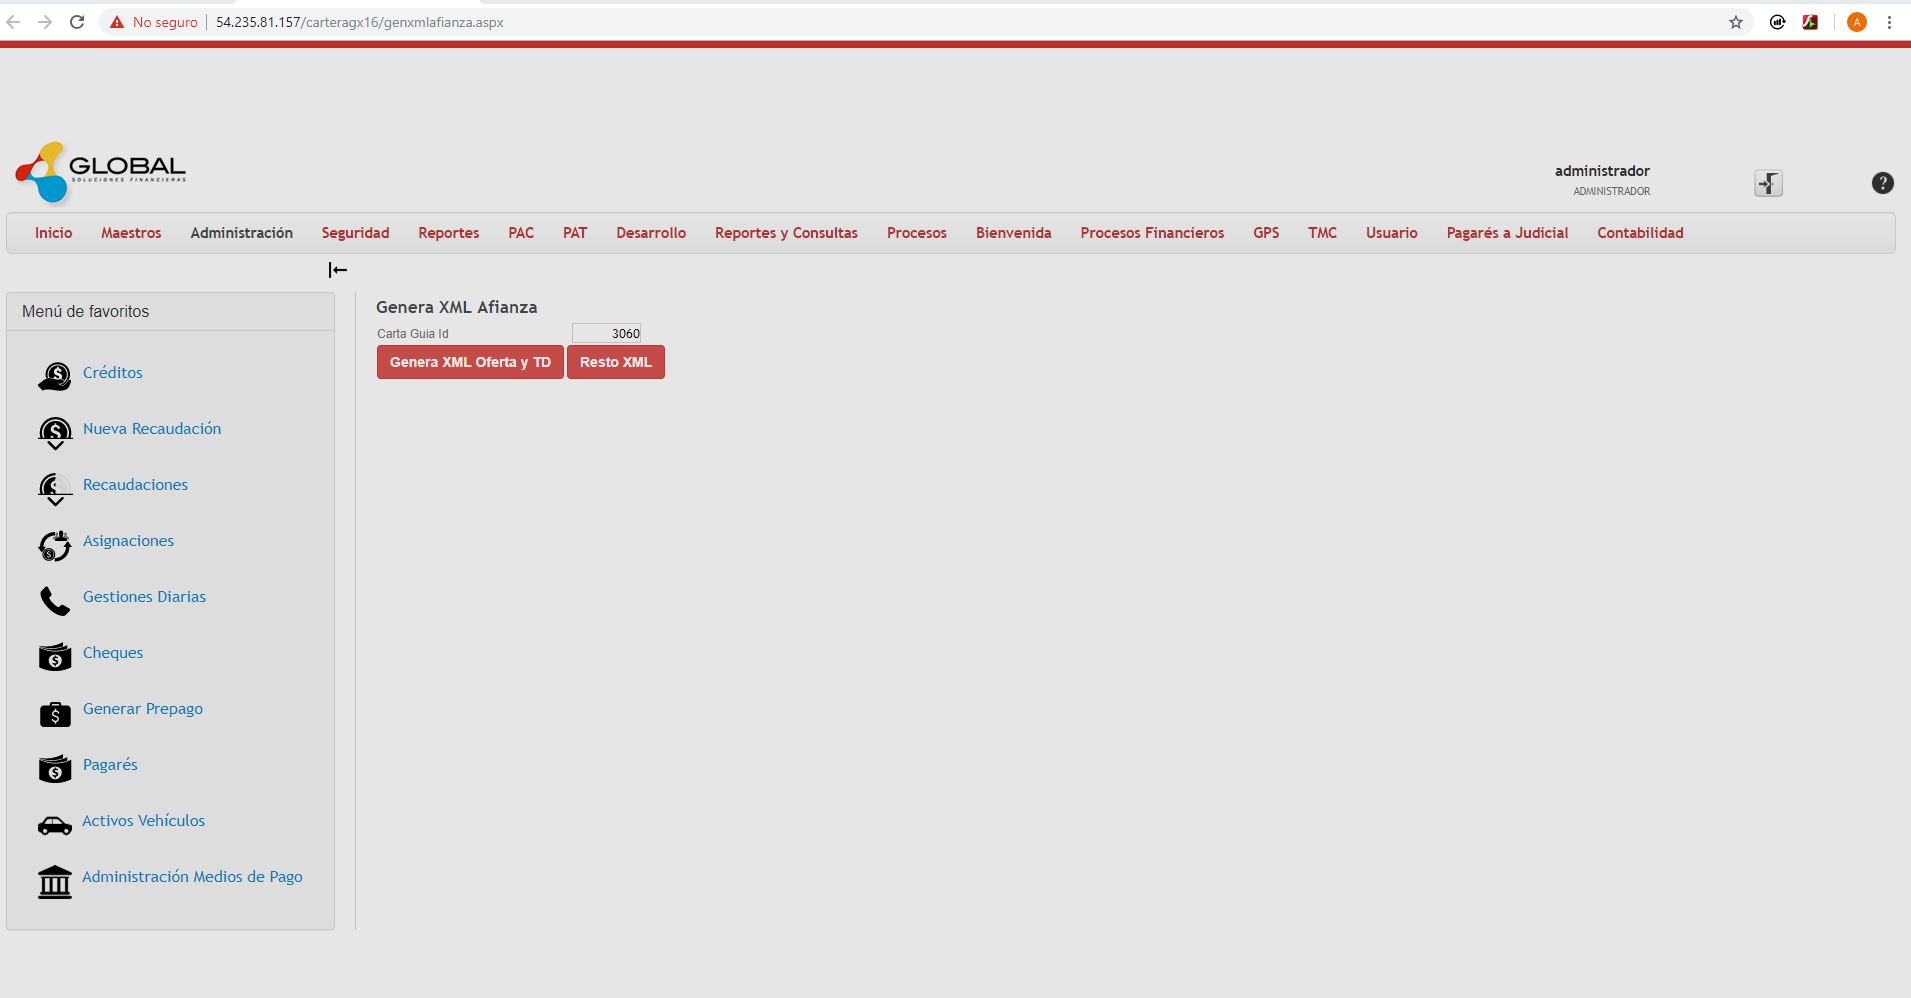 No seguro
54.235.81.157/carteragx16/genxmlafianza.aspx
A
GLOBAL
SOLUCIONES FINANCIERAS
administrador
ADMINISTRADOR
?
Inicio Maestros Administración Seguridad Reportes PAC PAT Desarrollo Reportes y Consultas Procesos Bienvenida Procesos Financieros GPS TMC Usuario Pagarés a Judicial Contabilidad
Menú de favoritos
Créditos
Nueva Recaudación
Recaudaciones
Asignaciones
Gestiones Diarias
Cheques
Generar Prepago
Pagarés
Activos Vehículos
Administración Medios de Pago
Genera XML Afianza
Carta Guia Id 3060
Genera XML Oferta y TD Resto XML